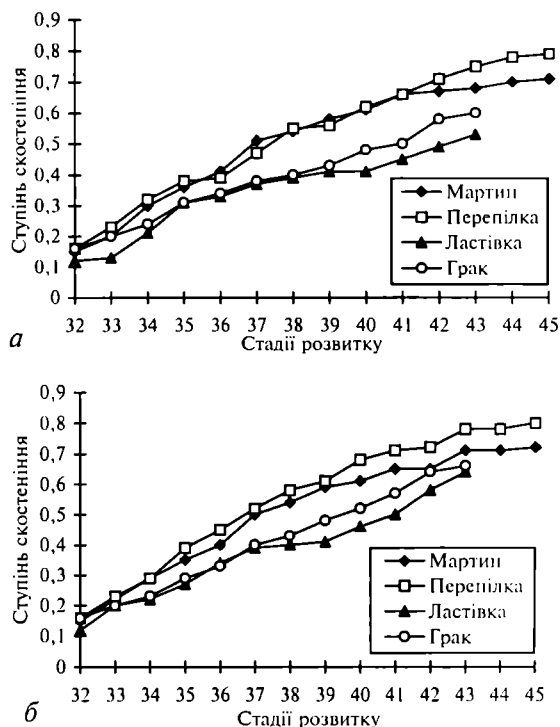 0,9
0,8
0,7
0,6
0,5
0,4
0,3
0,2
0,1
0
Ступінь скостеніння
Мартин
Перепілка
Ластівка
Грак
32 33 34 35 36 37 38 39 40 41 42 43 44 45
а
Стадії розвитку
0,9
0,8
0,7
0,6
0,5
0,4
0,3
0,2
0,1
0
Ступінь скостеніння
Мартин
Перепілка
Ластівка
Грак
32 33 34 35 36 37 38 39 40 41 42 43 44 45
б
Стадії розвитку